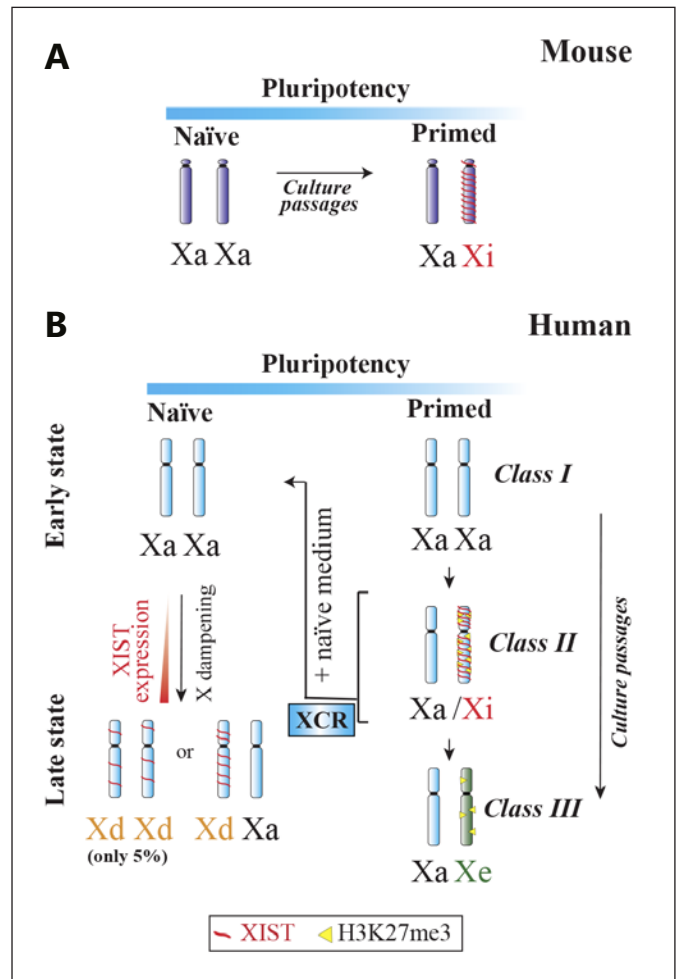 A
Mouse
Pluripotency
Naïve
Primed
Culture
passages
Xa Xa
Xa Xi
B
Human
Pluripotency
Naïve
Primed
Early state
Class I
Xa Xa
Xa Xa
+ naïve medium
XIST
expression
X dampening
Class II
Xa /Xi
XCR
Culture passages
Late state
or
Class III
Xd Xd
Xd Xa
(only 5%)
Xa Xe
XIST
H3K27me3